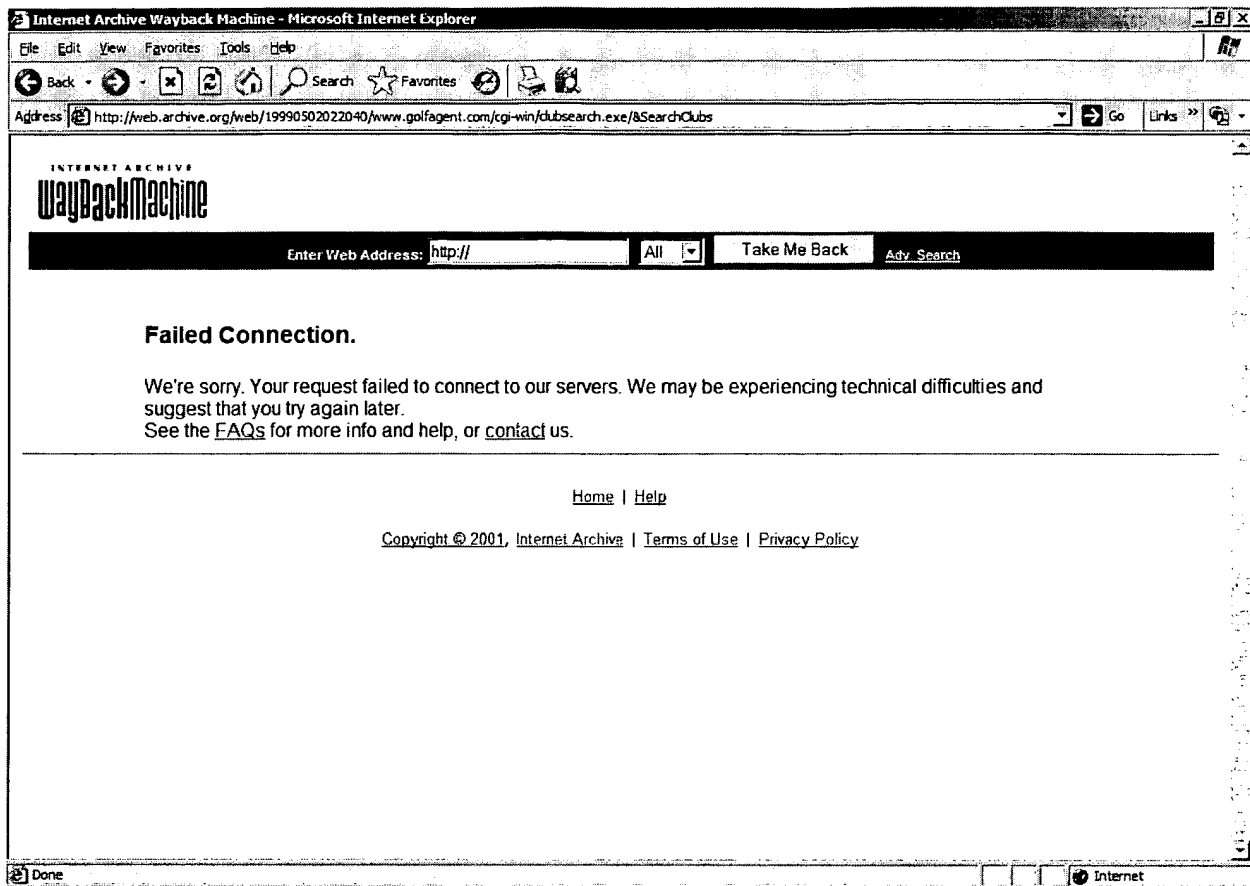 Internet Archive Wayback Machine - Microsoft Internet Explorer
File Edit View Favorites Tools Help
Back Search Favorites
Address http://web.archive.org/web/19990502022040/www.golfagent.com/cgi-win/clubsearch.exe/&SearchClubs Go Links »
INTERNET ARCHIVE
WayBackMachine
Enter Web Address: http:// All Take Me Back Adv. Search
Failed Connection.
We're sorry. Your request failed to connect to our servers. We may be experiencing technical difficulties and
suggest that you try again later.
See the FAQs for more info and help, or contact us.
Home | Help
Copyright © 2001, Internet Archive | Terms of Use | Privacy Policy
Done Internet